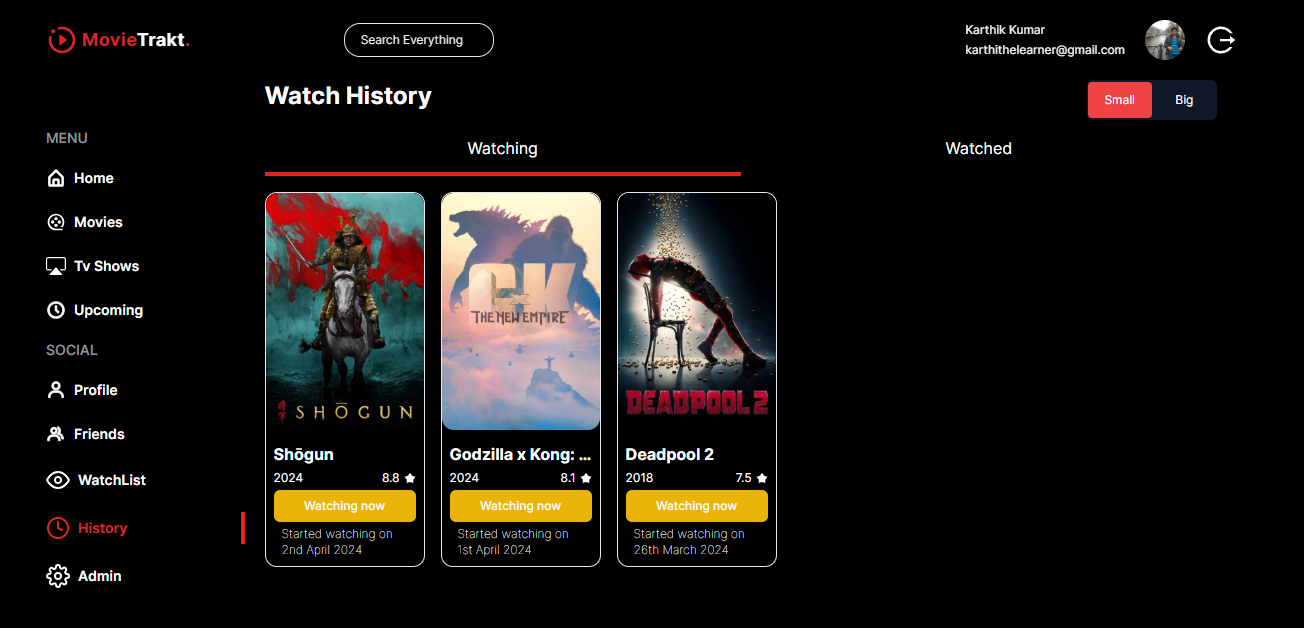 MovieTrakt.
Search Everything
Karthik Kumar
karthithelearner@gmail.com
Watch History
Small
Big
MENU
Home
Movies
Tv Shows
Upcoming
SOCIAL
Profile
Friends
WatchList
History
Admin
Watching
Watched
将軍 SHŌGUN
Shōgun
2024 8.8
Watching now
Started watching on
2nd April 2024
GxK
THE NEW EMPIRE
Godzilla x Kong: ...
2024 8.1
Watching now
Started watching on
1st April 2024
DEADPOOL 2
Deadpool 2
2018 7.5
Watching now
Started watching on
26th March 2024